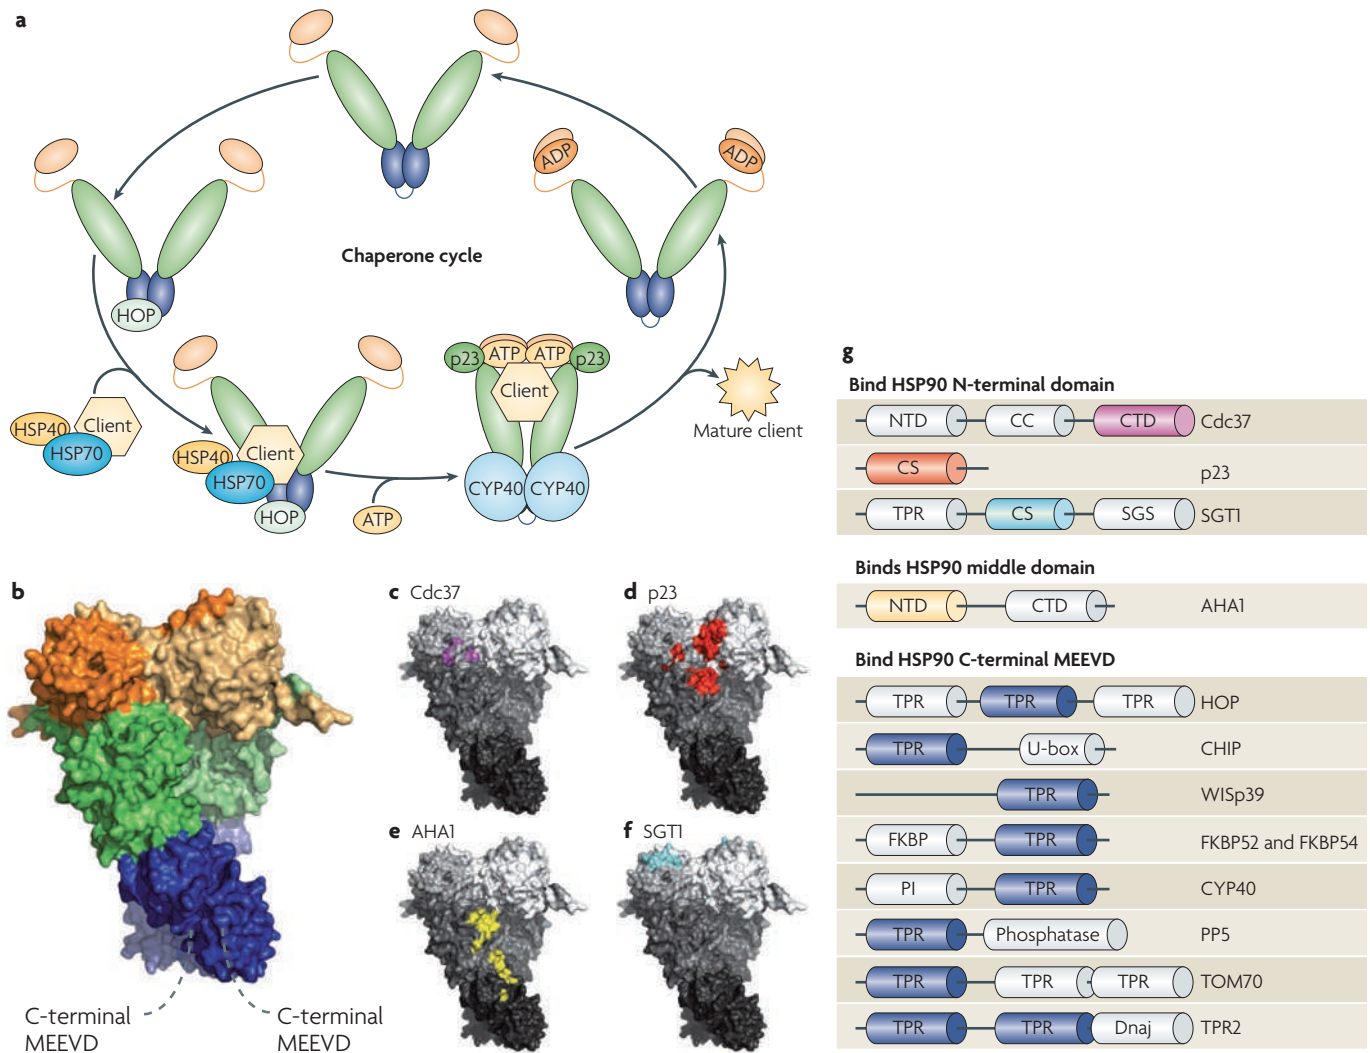 a
ADP
ADP
Chaperone cycle
HOP
p23
ATP
ATP
p23
Client
Client
HSP40
HSP70
Client
HSP40
HSP70
HOP
ATP
CYP40
CYP40
Mature client
b
C-terminal
MEEVD
C-terminal
MEEVD
c Cdc37
d p23
e AHA1
f SGT1
g
Bind HSP90 N-terminal domain
NTD CC CTD Cdc37
CS p23
TPR CS SGS SGT1
Binds HSP90 middle domain
NTD CTD AHA1
Bind HSP90 C-terminal MEEVD
TPR TPR TPR HOP
TPR U-box CHIP
TPR WISp39
FKBP TPR FKBP52 and FKBP54
PI TPR CYP40
TPR Phosphatase PP5
TPR TPR TPR TOM70
TPR TPR Dnaj TPR2